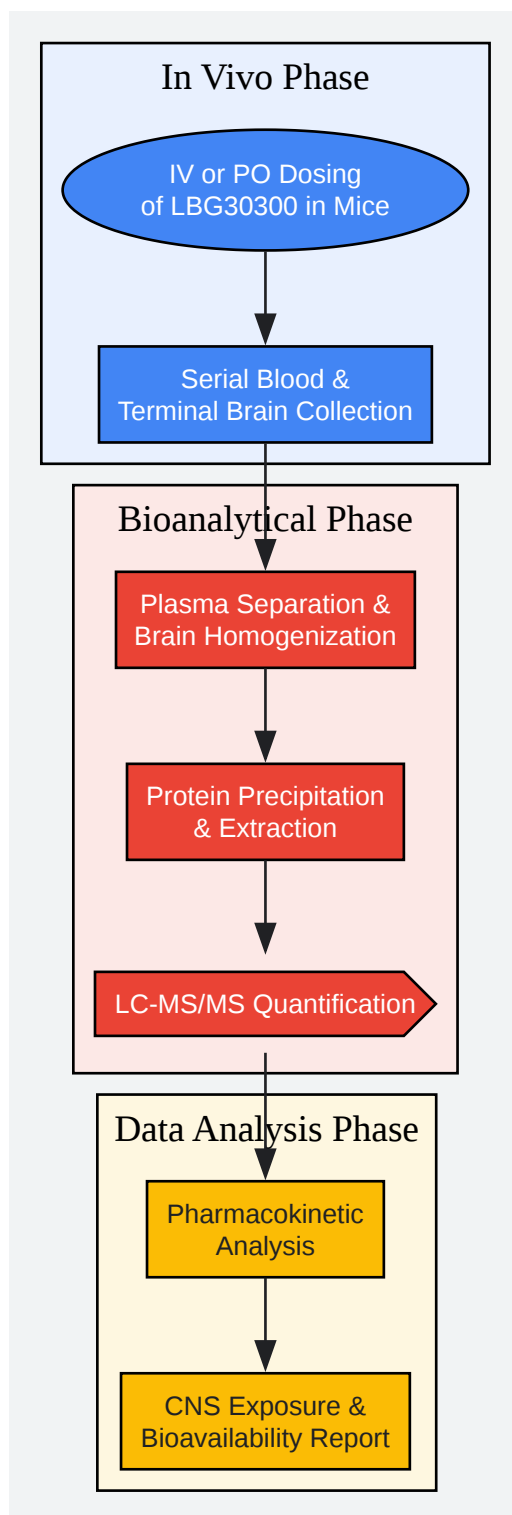 In Vivo Phase
IV or PO Dosing
of LBG30300 in Mice
Serial Blood &
Terminal Brain Collection
Bioanalytical Phase
Plasma Separation &
Brain Homogenization
Protein Precipitation
& Extraction
LC-MS/MS Quantification
Data Analysis Phase
Pharmacokinetic
Analysis
CNS Exposure &
Bioavailability Report